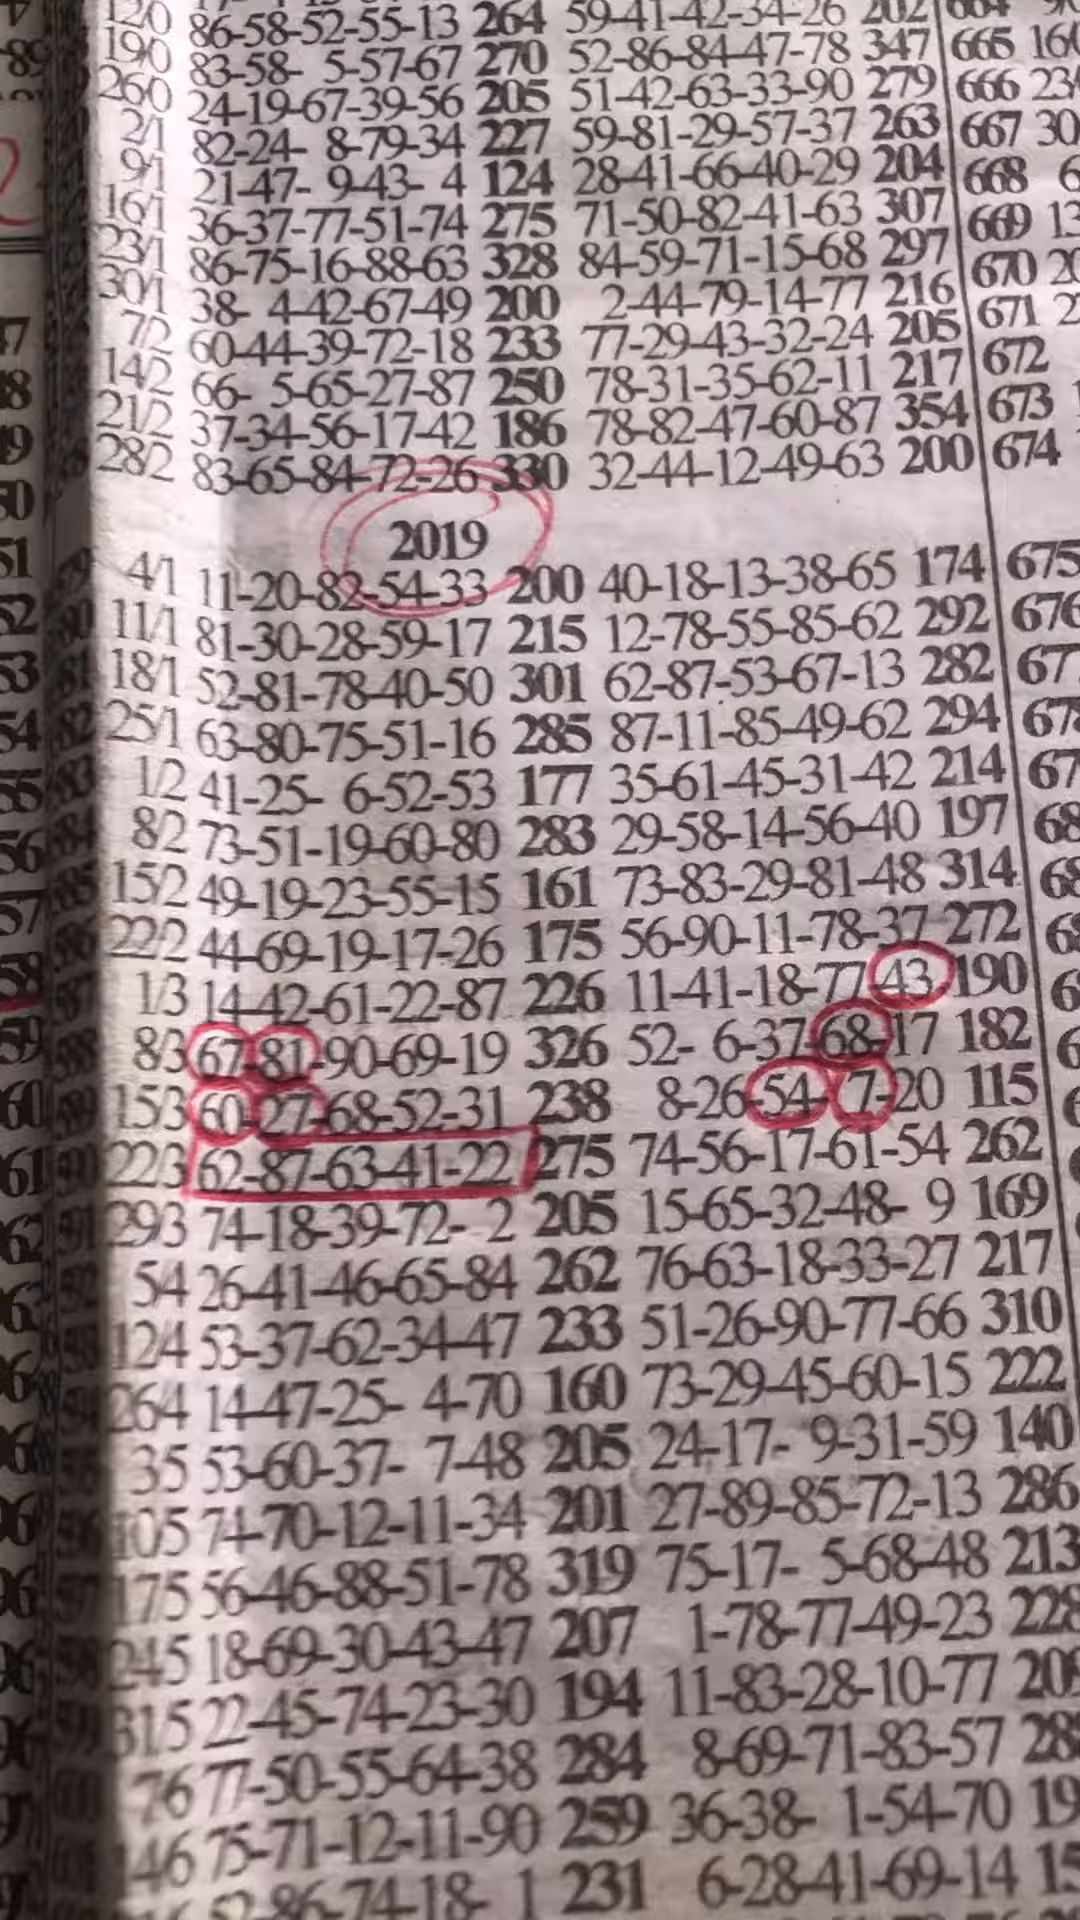 86-58-52-55-13 264 59-41-42-34-26 202
190 83-58- 5-57-67 270 52-86-84-47-78 347 665
260 24-19-67-39-56 205 51-42-63-33-90 279 666
2/1 82-24- 8-79-34 227 59-81-29-57-37 263 667 30
9/1 21-47- 9-43- 4 124 28-41-66-40-29 204 668
16/1 36-37-77-51-74 275 71-50-82-41-63 307 669 13
23/1 86-75-16-88-63 328 84-59-71-15-68 297 670 20
30/1 38- 4-42-67-49 200 2-44-79-14-77 216 671
7/2 60-44-39-72-18 233 77-29-43-32-24 205 672
14/2 66- 5-65-27-87 250 78-31-35-62-11 217 673
21/2 37-34-56-17-42 186 78-82-47-60-87 354 674
28/2 83-65-84-72-26 330 32-44-12-49-63 200
2019
4/1 11-20-82-54-33 200 40-18-13-38-65 174 675
11/1 81-30-28-59-17 215 12-78-55-85-62 292 676
18/1 52-81-78-40-50 301 62-87-53-67-13 282 677
25/1 63-80-75-51-16 285 87-11-85-49-62 294 678
1/2 41-25- 6-52-53 177 35-61-45-31-42 214
8/2 73-51-19-60-80 283 29-58-14-56-40 197
15/2 49-19-23-55-15 161 73-83-29-81-48 314
22/2 44-69-19-17-26 175 56-90-11-78-37 272
1/3 14-42-61-22-87 226 11-41-18-77-43 190
8/3 67-81-90-69-19 326 52- 6-37-68-17 182
15/3 60-27-68-52-31 238 8-26-54- 7-20 115
22/3 62-87-63-41-22 275 74-56-17-61-54 262
29/3 74-18-39-72- 2 205 15-65-32-48- 9 169
5/4 26-41-46-65-84 262 76-63-18-33-27 217
12/4 53-37-62-34-47 233 51-26-90-77-66 310
26/4 14-47-25- 4-70 160 73-29-45-60-15 222
3/5 53-60-37- 7-48 205 24-17- 9-31-59 140
10/5 74-70-12-11-34 201 27-89-85-72-13 286
17/5 56-46-88-51-78 319 75-17- 5-68-48 213
24/5 18-69-30-43-47 207 1-78-77-49-23 228
31/5 22-45-74-23-30 194 11-83-28-10-77 209
7/6 77-50-55-64-38 284 8-69-71-83-57
14/6 75-71-12-11-90 259 36-38- 1-54-70
52-86-74-18- 1 231 6-28-41-69-14